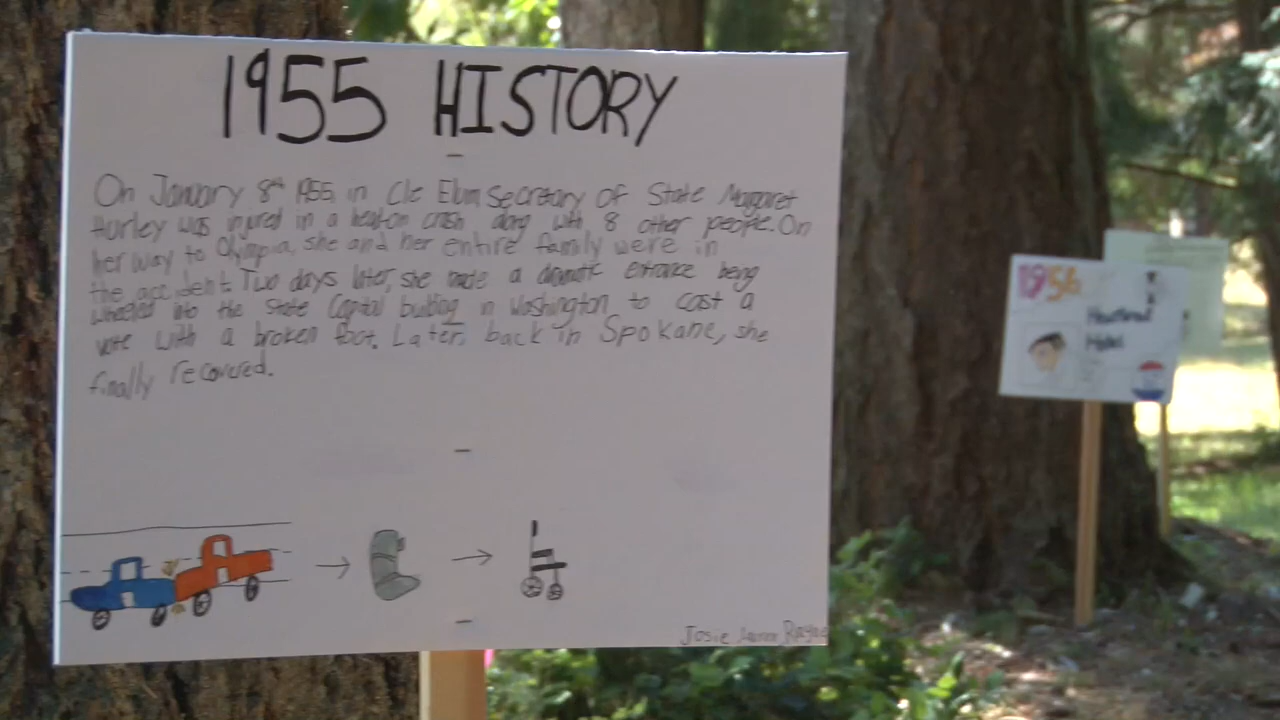 1955 HISTORY
On January 8th 1955, in Cle Elum Secretary of State Margaret
Hurley was injured in a head-on crash along with 8 other people. On
her way to Olympia, she and her entire family were in
the accident. Two days later, she made a dramatic entrance being
wheeled into the State Capital building in Washington to cast a
vote with a broken foot. Later, back in Spokane, she
finally recovered.
Josie
1956